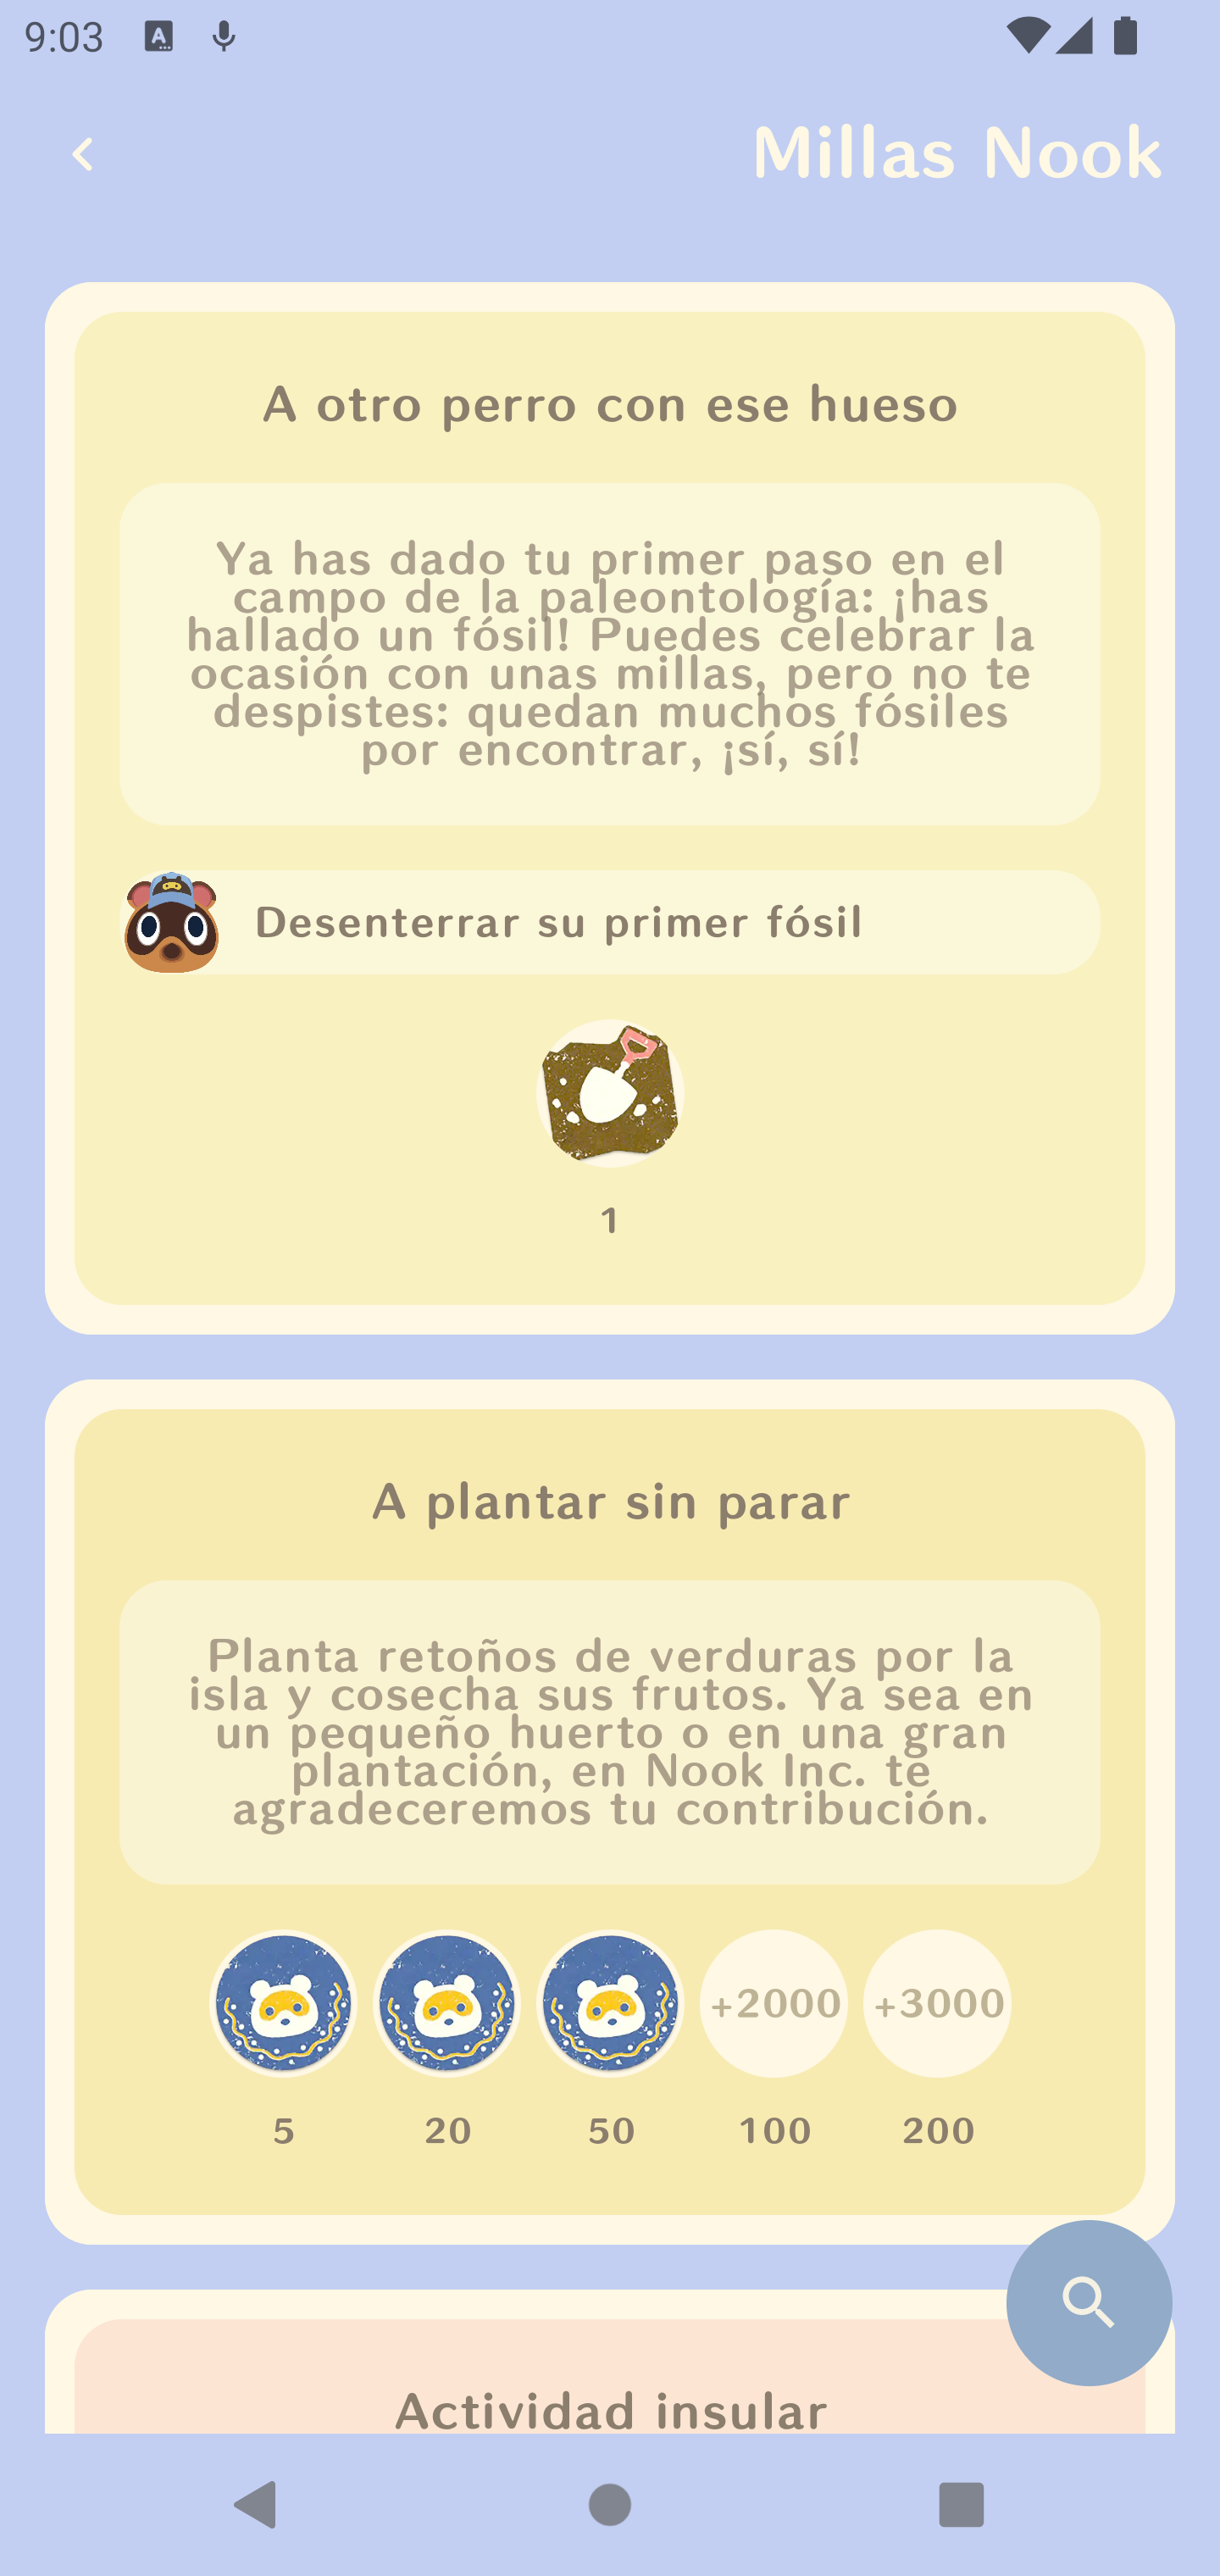 9:03
Millas Nook
A otro perro con ese hueso
Ya has dado tu primer paso en el
campo de la paleontología: ¡has
hallado un fósil! Puedes celebrar la
ocasión con unas millas, pero no te
despistes: quedan muchos fósiles
por encontrar, ¡sí, sí!
Desenterrar su primer fósil
1
A plantar sin parar
Planta retoños de verduras por la
isla y cosecha sus frutos. Ya sea en
un pequeño huerto o en una gran
plantación, en Nook Inc. te
agradeceremos tu contribución.
+2000 +3000
5 20 50 100 200
Actividad insular